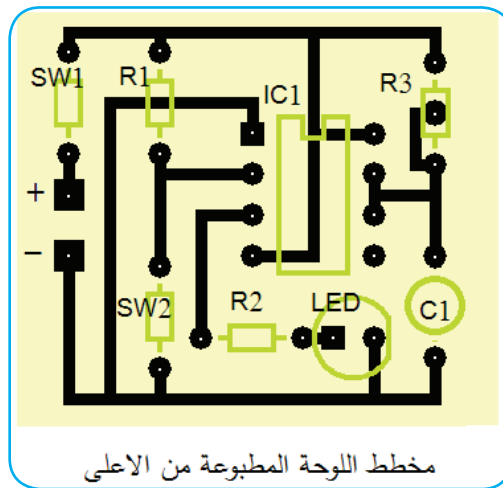 SW1 R1 IC1 R3
+
−
SW2 R2 LED C1
مخطط اللوحة المطبوعة من الاعلى